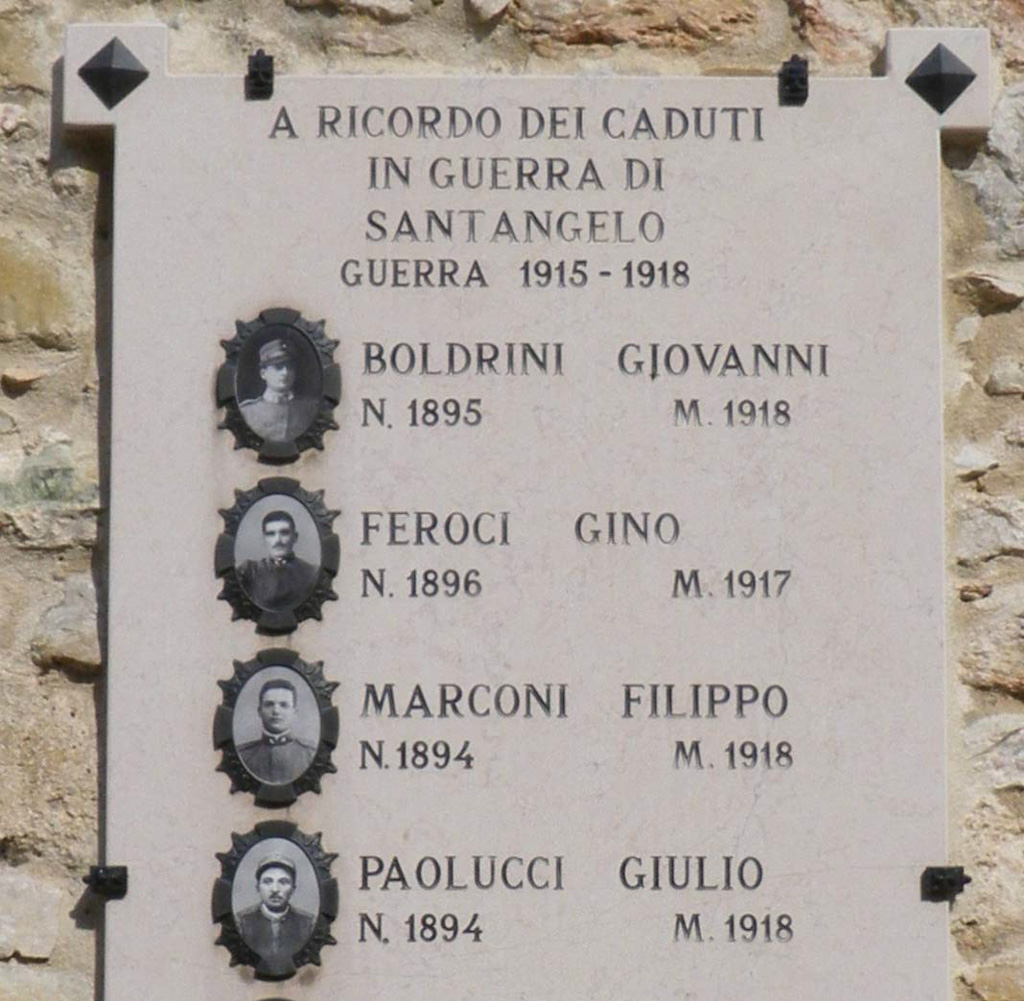 A RICORDO DEI CADUTI
IN GUERRA DI
SANTANGELO
GUERRA 1915 - 1918
BOLDRINI GIOVANNI
N. 1895 M. 1918
FEROCI GINO
N. 1896 M. 1917
MARCONI FILIPPO
N. 1894 M. 1918
PAOLUCCI GIULIO
N. 1894 M. 1918